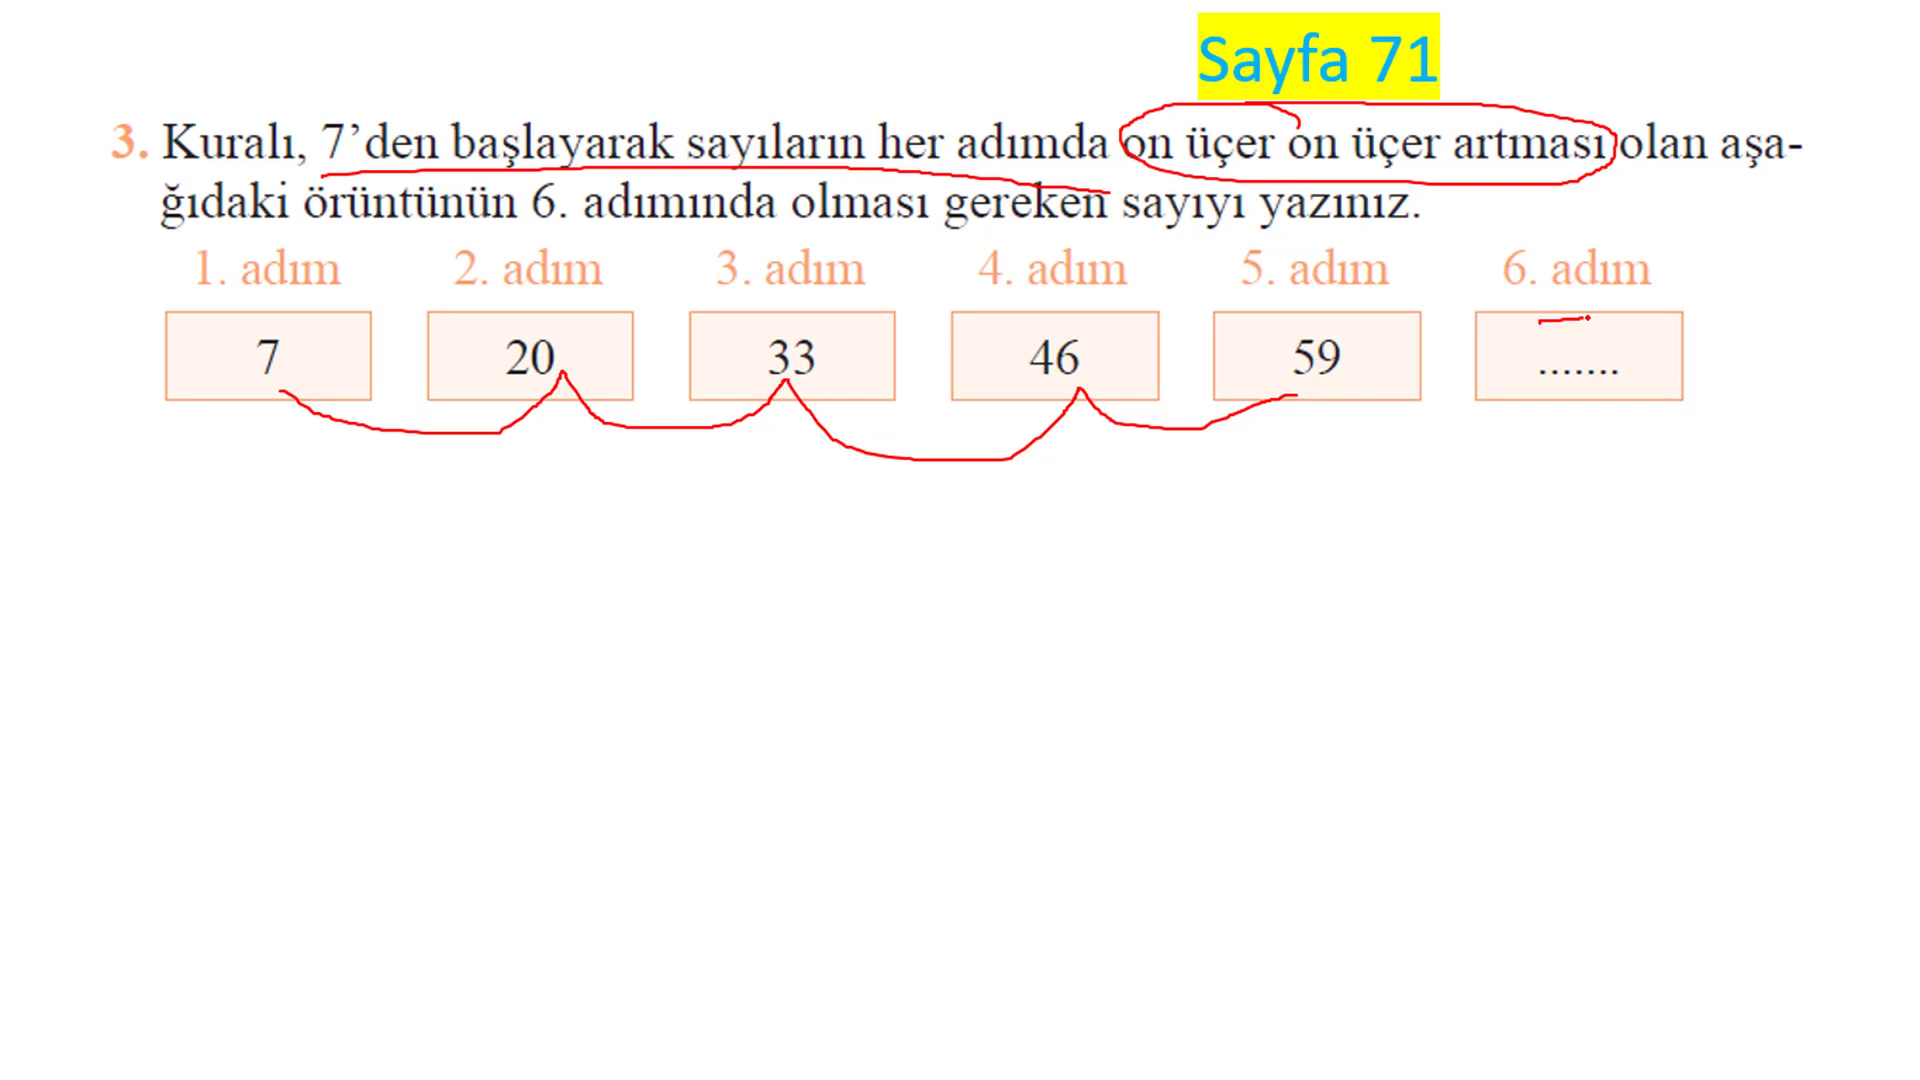 Sayfa 71
3. Kuralı, 7’den başlayarak sayıların her adımda on üçer on üçer artması olan aşa-
ğıdaki örüntünün 6. adımında olması gereken sayıyı yazınız.
1. adım 2. adım 3. adım 4. adım 5. adım 6. adım
7 20 33 46 59 .......